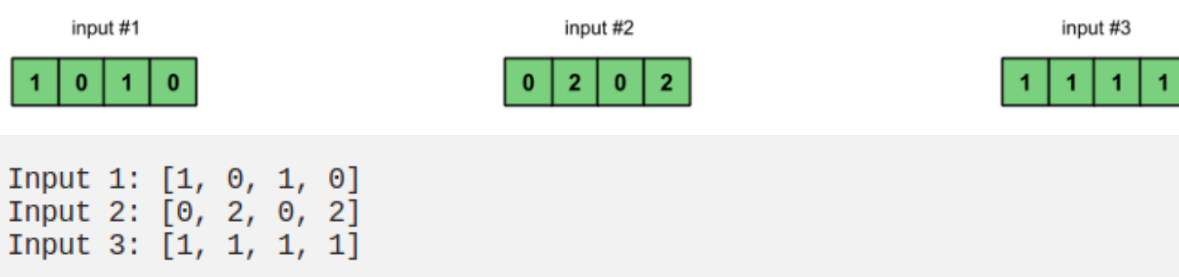 input #1 input #2 input #3
1 0 1 0 0 2 0 2 1 1 1 1
Input 1: [1, 0, 1, 0]
Input 2: [0, 2, 0, 2]
Input 3: [1, 1, 1, 1]